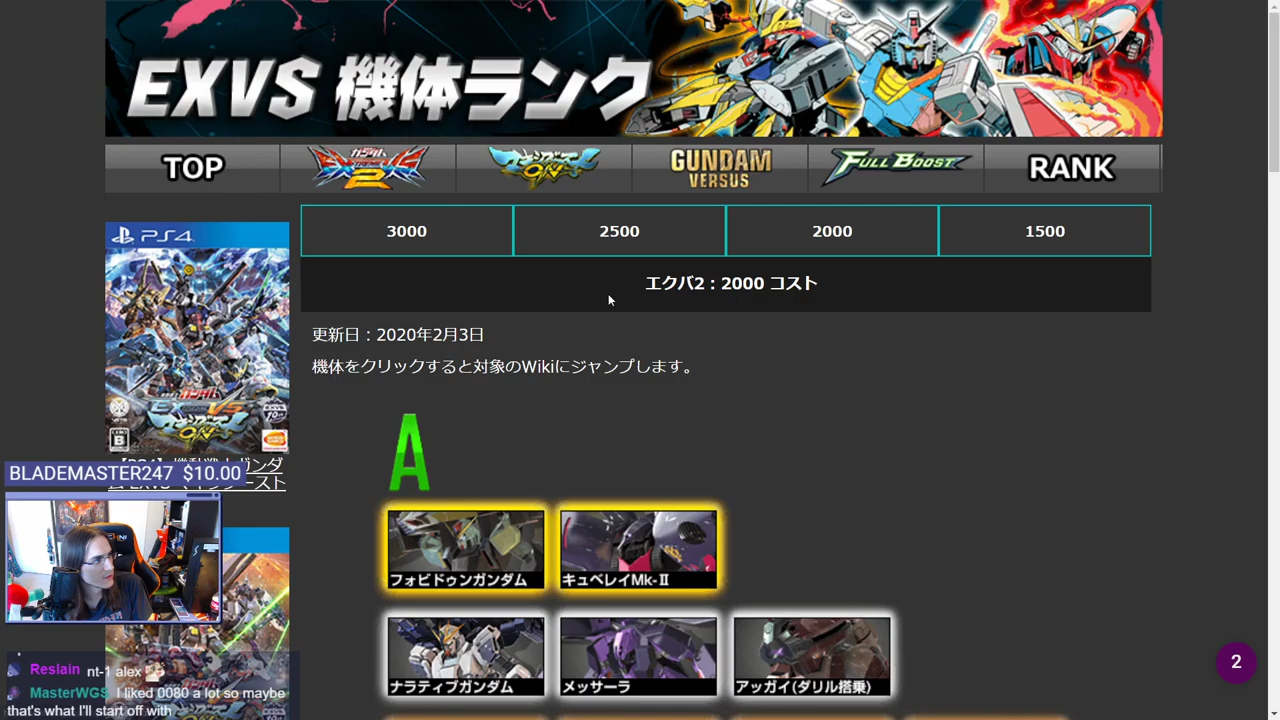 EXVS 機体ランク
TOP
ガンダム
2
ON
GUNDAM
VERSUS
FULL BOOST
RANK
3000
2500
2000
1500
エクバ2：2000 コスト
更新日：2020年2月3日
機体をクリックすると対象のWikiにジャンプします。
PS4
B
A
フォビドゥンガンダム
キュベレイMk-Ⅱ
ナラティブガンダム
メッサーラ
アッガイ(ダリル搭乗)
BLADEMASTER247 $10.00
Reslain nt-1 alex
MasterWGS I liked 0080 a lot so maybe
that's what I'll start off with
2